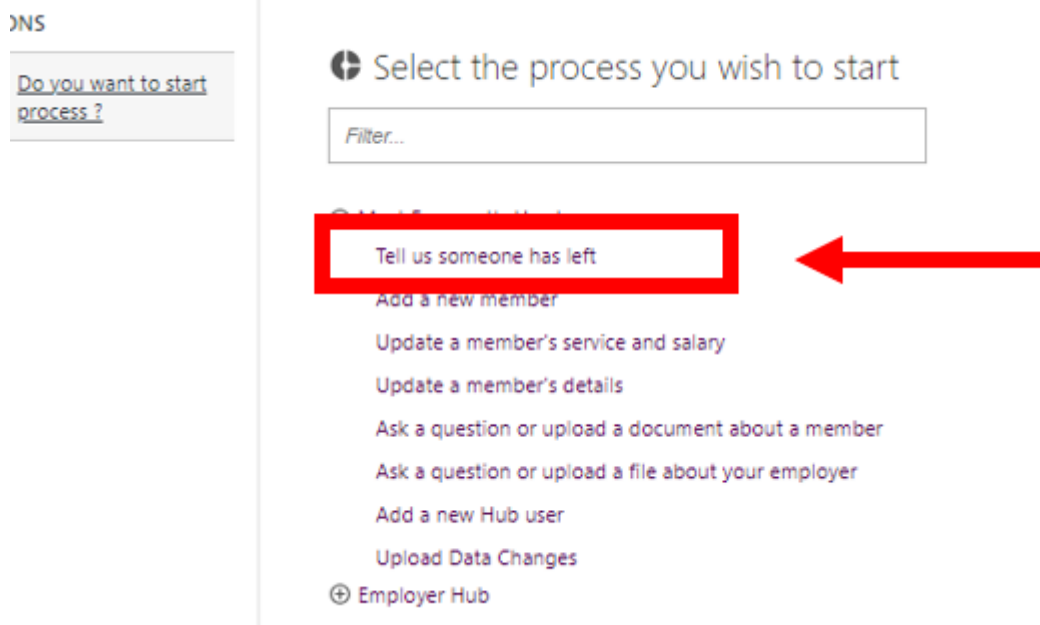 Do you want to start
process ?
Select the process you wish to start
Filter...
Tell us someone has left
Add a new member
Update a member's service and salary
Update a member's details
Ask a question or upload a document about a member
Ask a question or upload a file about your employer
Add a new Hub user
Upload Data Changes
Employer Hub